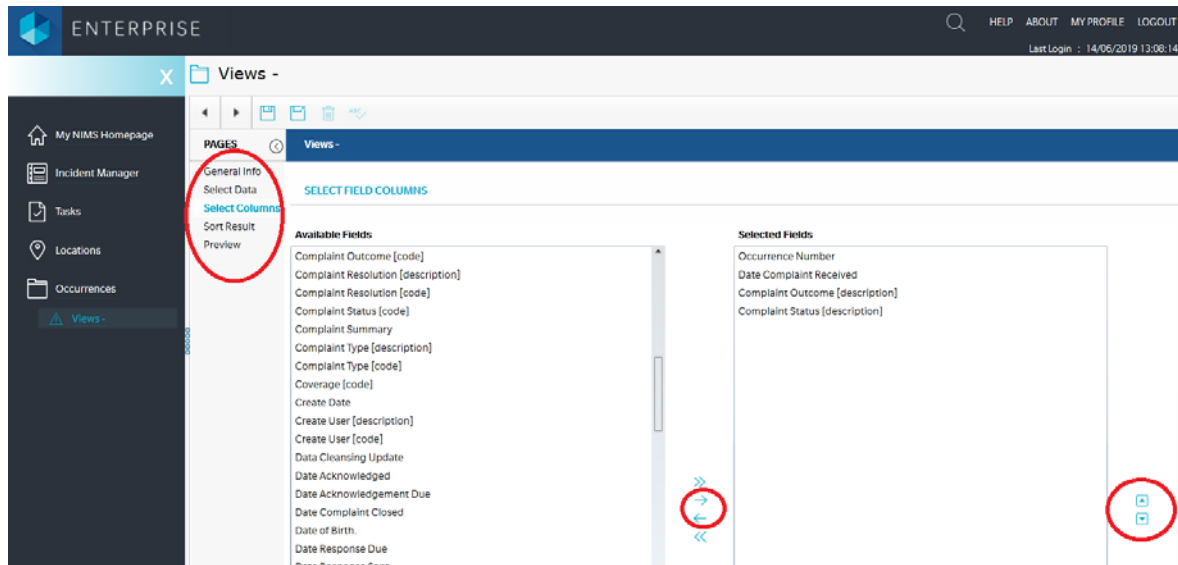 ENTERPRISE
HELP ABOUT MY PROFILE LOGOUT
Last Login : 14/06/2019 13:08:14
X
Views -
ABC
My NIMS Homepage
Incident Manager
Tasks
Locations
Occurrences
Views -
PAGES
General Info
Select Data
Select Columns
Sort Result
Preview
Views -
SELECT FIELD COLUMNS
Available Fields
Complaint Outcome [code]
Complaint Resolution [description]
Complaint Resolution [code]
Complaint Status [code]
Complaint Summary
Complaint Type [description]
Complaint Type [code]
Coverage [code]
Create Date
Create User [description]
Create User [code]
Data Cleansing Update
Date Acknowledged
Date Acknowledgement Due
Date Complaint Closed
Date of Birth.
Date Response Due
Selected Fields
Occurrence Number
Date Complaint Received
Complaint Outcome [description]
Complaint Status [description]